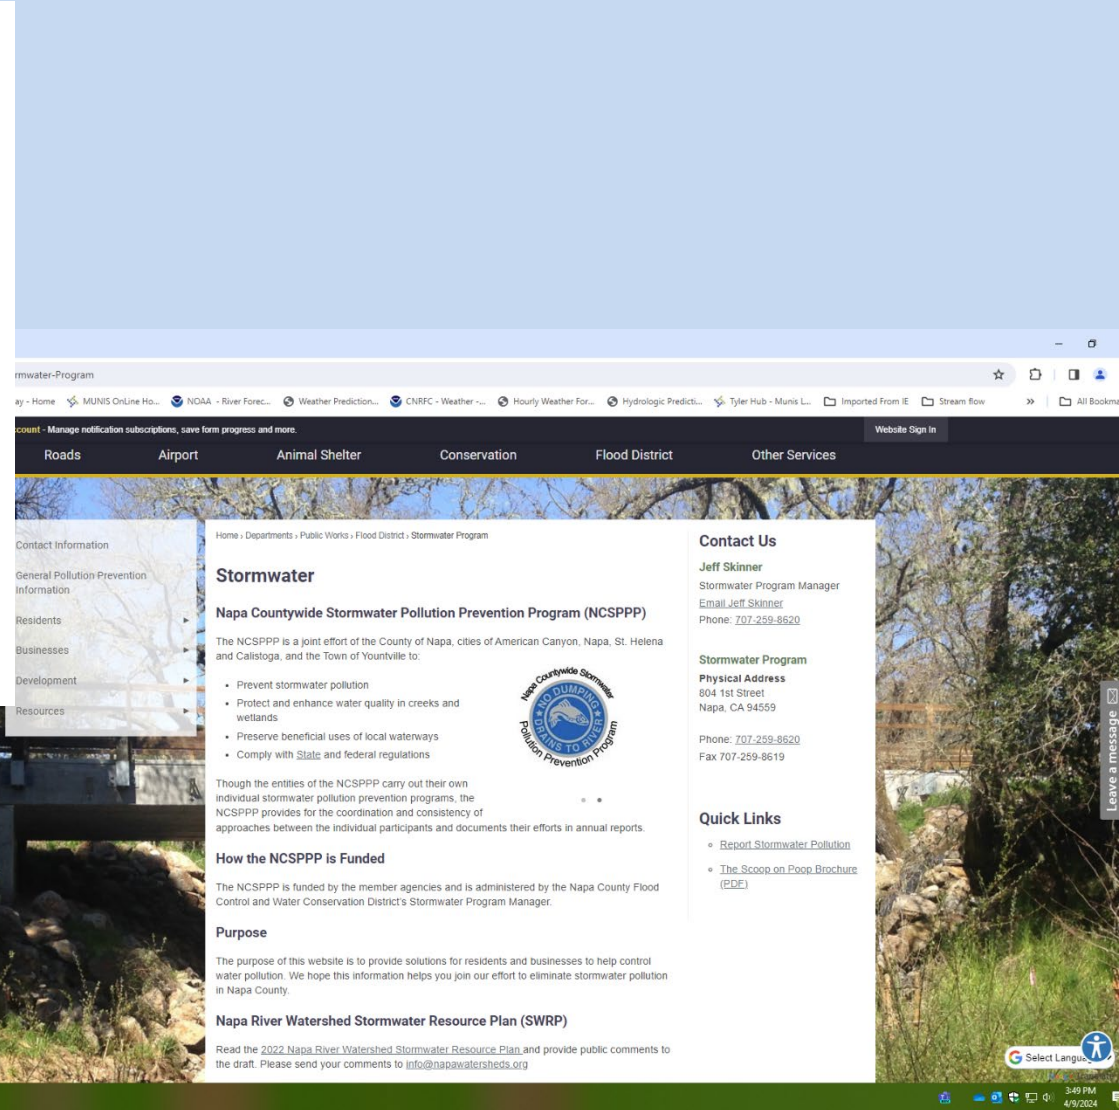 rmwater-Program
ay - Home MUNIS OnLine Ho... NOAA - River Forec... Weather Prediction... CNRFC - Weather -... Hourly Weather For... Hydrologic Predicti... Tyler Hub - Munis L... Imported From IE Stream flow » All Bookma
ccount - Manage notification subscriptions, save form progress and more. Website Sign In
Roads Airport Animal Shelter Conservation Flood District Other Services
Contact Information
General Pollution Prevention
Information
Residents
Businesses
Development
Resources
Home › Departments › Public Works › Flood District › Stormwater Program
Stormwater
Napa Countywide Stormwater Pollution Prevention Program (NCSPPP)
The NCSPPP is a joint effort of the County of Napa, cities of American Canyon, Napa, St. Helena
and Calistoga, and the Town of Yountville to:
• Prevent stormwater pollution
• Protect and enhance water quality in creeks and
wetlands
• Preserve beneficial uses of local waterways
• Comply with State and federal regulations
Napa Countywide Stormwater
Pollution Prevention Program
NO DUMPING
DRAINS TO RIVER
Though the entities of the NCSPPP carry out their own
individual stormwater pollution prevention programs, the
NCSPPP provides for the coordination and consistency of
approaches between the individual participants and documents their efforts in annual reports.
How the NCSPPP is Funded
The NCSPPP is funded by the member agencies and is administered by the Napa County Flood
Control and Water Conservation District's Stormwater Program Manager.
Purpose
The purpose of this website is to provide solutions for residents and businesses to help control
water pollution. We hope this information helps you join our effort to eliminate stormwater pollution
in Napa County.
Napa River Watershed Stormwater Resource Plan (SWRP)
Read the 2022 Napa River Watershed Stormwater Resource Plan and provide public comments to
the draft. Please send your comments to info@napawatersheds.org
Contact Us
Jeff Skinner
Stormwater Program Manager
Email Jeff Skinner
Phone: 707-259-8620
Stormwater Program
Physical Address
804 1st Street
Napa, CA 94559
Phone: 707-259-8620
Fax 707-259-8619
Quick Links
Report Stormwater Pollution
The Scoop on Poop Brochure
(PDF)
Leave a message
Select Langua
3:49 PM
4/9/2024